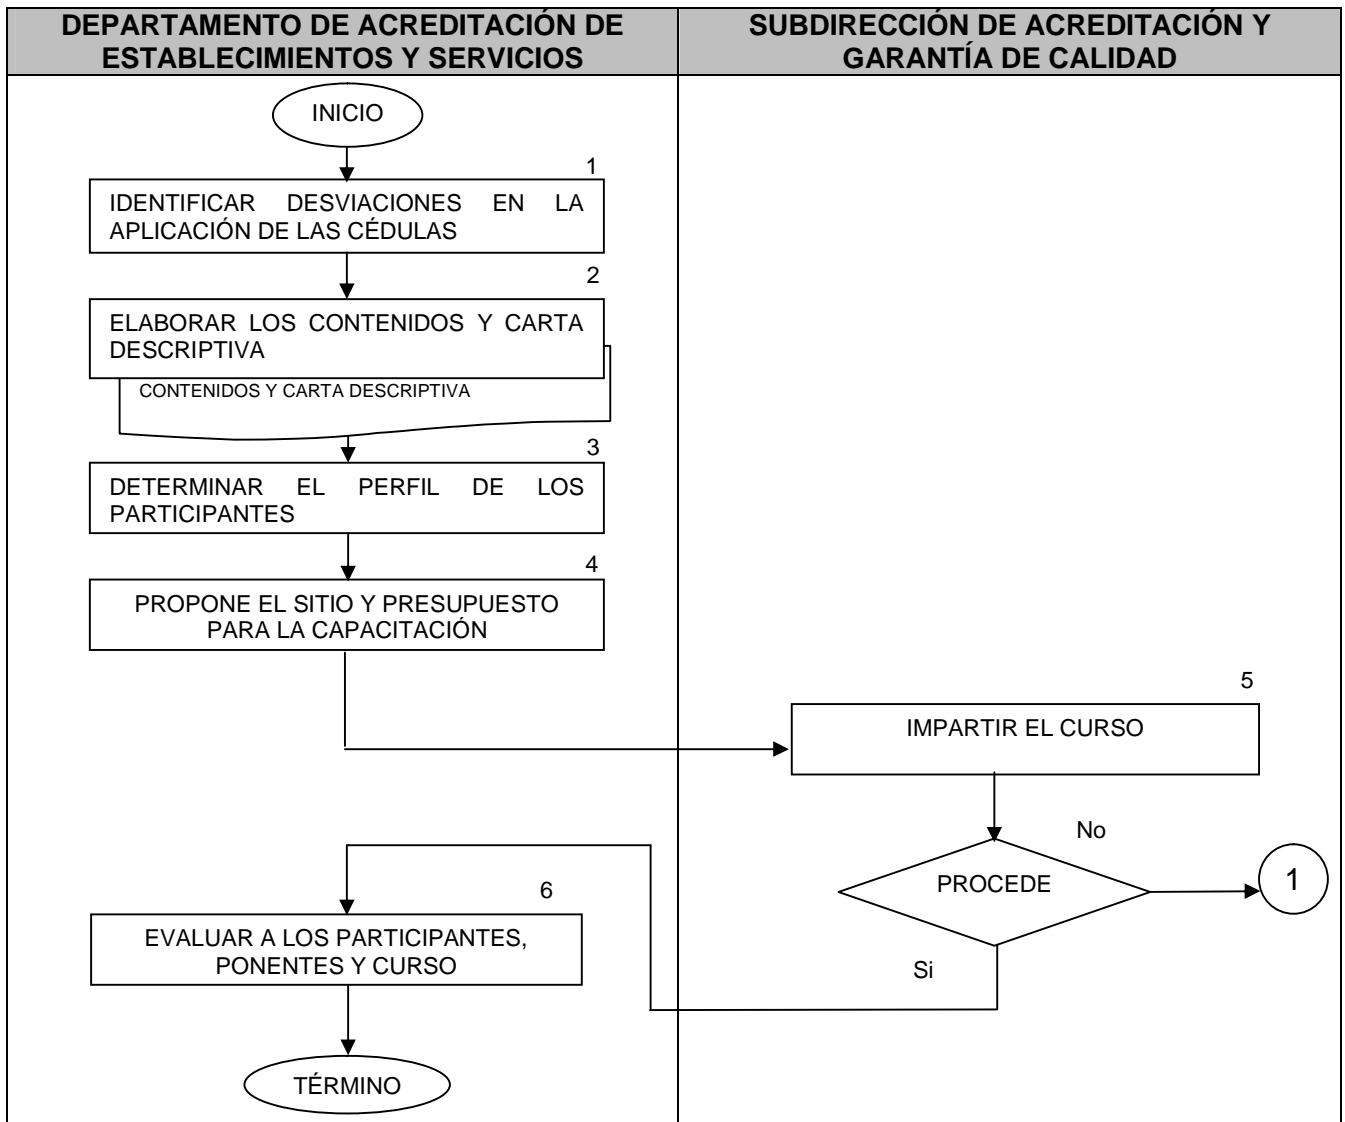 DEPARTAMENTO DE ACREDITACIÓN DE
ESTABLECIMIENTOS Y SERVICIOS
SUBDIRECCIÓN DE ACREDITACIÓN Y
GARANTÍA DE CALIDAD
INICIO
1
IDENTIFICAR DESVIACIONES EN LA
APLICACIÓN DE LAS CÉDULAS
2
ELABORAR LOS CONTENIDOS Y CARTA
DESCRIPTIVA
CONTENIDOS Y CARTA DESCRIPTIVA
3
DETERMINAR EL PERFIL DE LOS
PARTICIPANTES
4
PROPONE EL SITIO Y PRESUPUESTO
PARA LA CAPACITACIÓN
5
IMPARTIR EL CURSO
PROCEDE
No
1
Si
6
EVALUAR A LOS PARTICIPANTES,
PONENTES Y CURSO
TÉRMINO